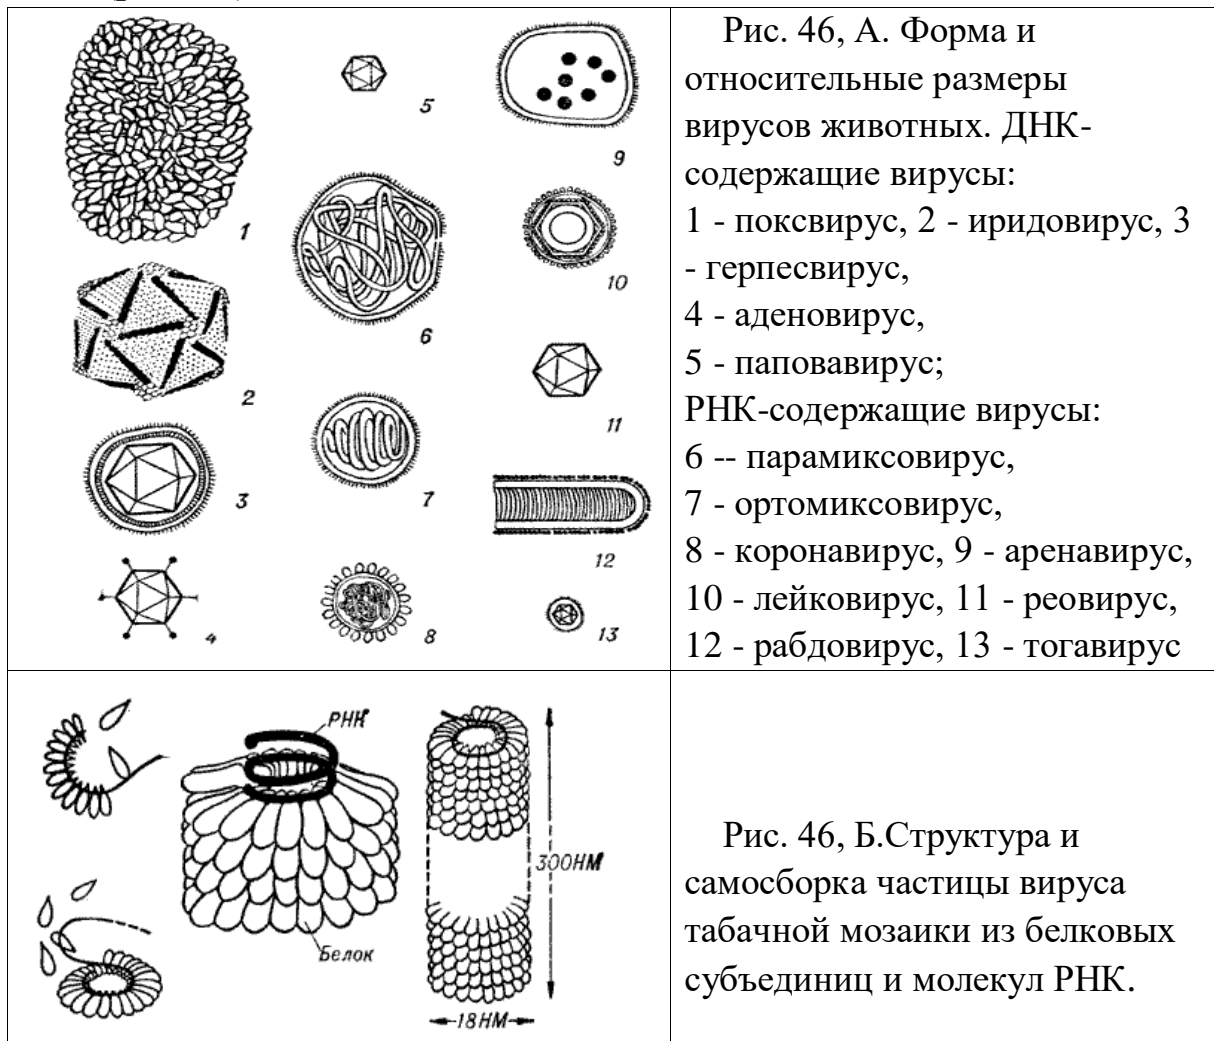 1
2
3
4
5
6
7
8
9
10
11
12
13
Рис. 46, А. Форма и
относительные размеры
вирусов животных. ДНК-
содержащие вирусы:
1 - поксвирус, 2 - иридовирус, 3
- герпесвирус,
4 - аденовирус,
5 - паповавирус;
РНК-содержащие вирусы:
6 -- парамиксовирус,
7 - ортомиксовирус,
8 - коронавирус, 9 - аренавирус,
10 - лейковирус, 11 - реовирус,
12 - рабдовирус, 13 - тогавирус
РНК
Белок
300НМ
18НМ
Рис. 46, Б.Структура и
самосборка частицы вируса
табачной мозаики из белковых
субъединиц и молекул РНК.